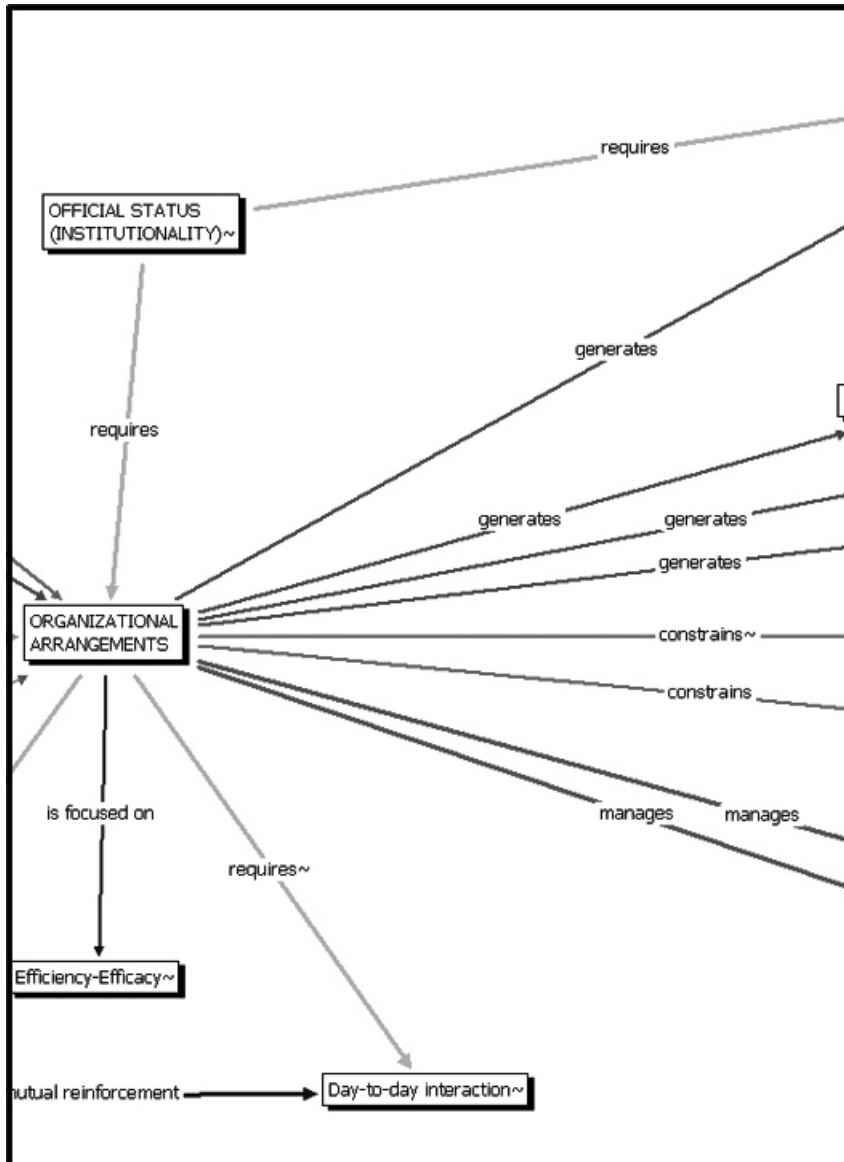 requires
OFFICIAL STATUS
(INSTITUTIONALITY)~
generates
requires
generates
generates
generates
ORGANIZATIONAL
ARRANGEMENTS
constrains~
constrains
is focused on
manages
manages
requires~
Efficiency-Efficacy~
reinforcement
Day-to-day interaction~